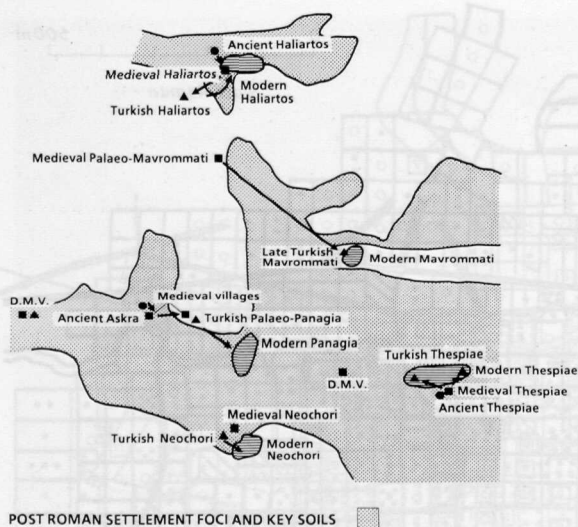 Ancient Haliartos
Medieval Haliartos
Modern
Haliartos
Turkish Haliartos
Medieval Palaeo-Mavrommati
Late Turkish
Mavrommati
Modern Mavrommati
D.M.V.
Medieval villages
Ancient Askra
Turkish Palaeo-Panagia
Modern Panagia
Turkish Thespiae
Modern Thespiae
D.M.V.
Medieval Thespiae
Ancient Thespiae
Medieval Neochori
Turkish Neochori
Modern
Neochori
POST ROMAN SETTLEMENT FOCI AND KEY SOILS